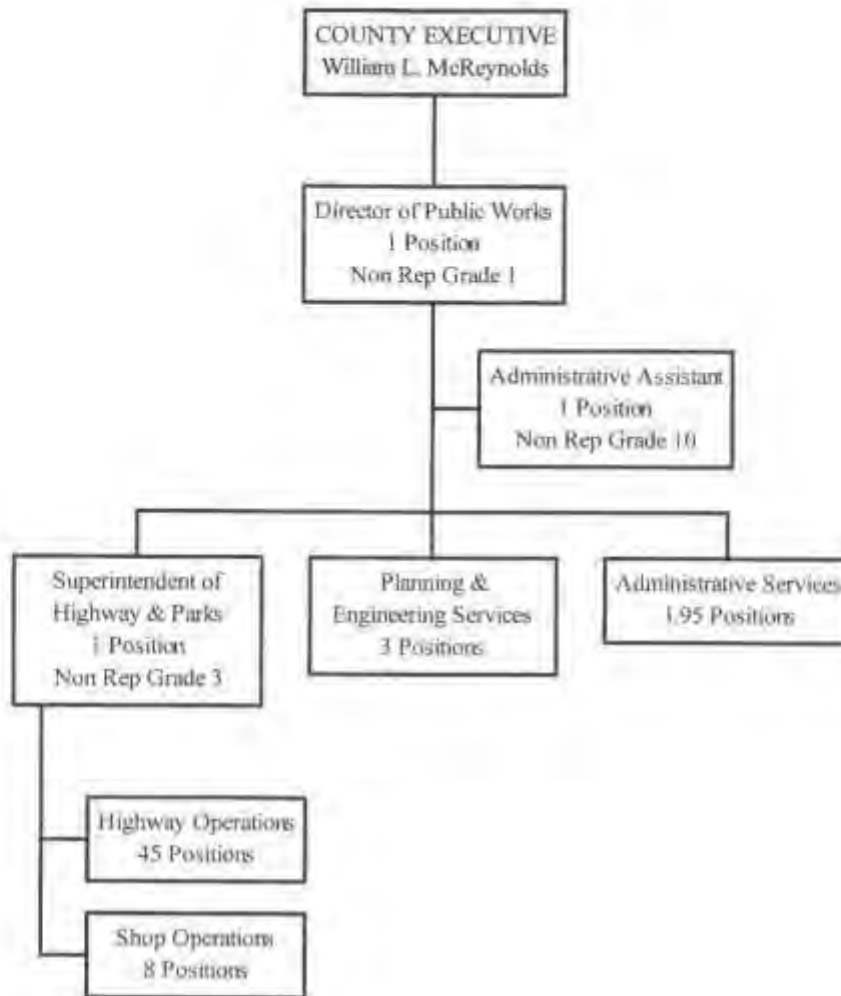 COUNTY EXECUTIVE
William L. McReynolds
Director of Public Works
1 Position
Non Rep Grade 1
Administrative Assistant
1 Position
Non Rep Grade 10
Superintendent of
Highway & Parks
1 Position
Non Rep Grade 3
Planning &
Engineering Services
3 Positions
Administrative Services
1.95 Positions
Highway Operations
45 Positions
Shop Operations
8 Positions